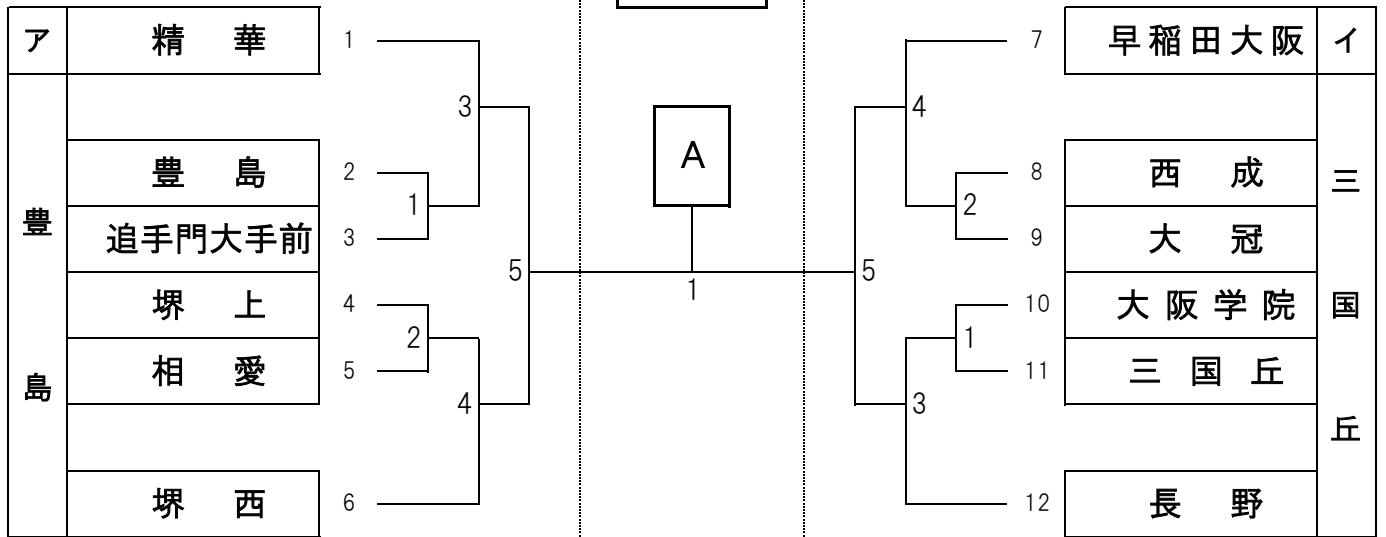 ア 精華 1 7 早稲田大阪 イ
3 4
A
豊島 2 8 西成
1 2
追手門大手前 3 9 大冠
5 1 5
堺上 4 10 大阪学院
2 1
相愛 5 11 三国丘
4 3
堺西 6 12 長野
豊島
三国丘